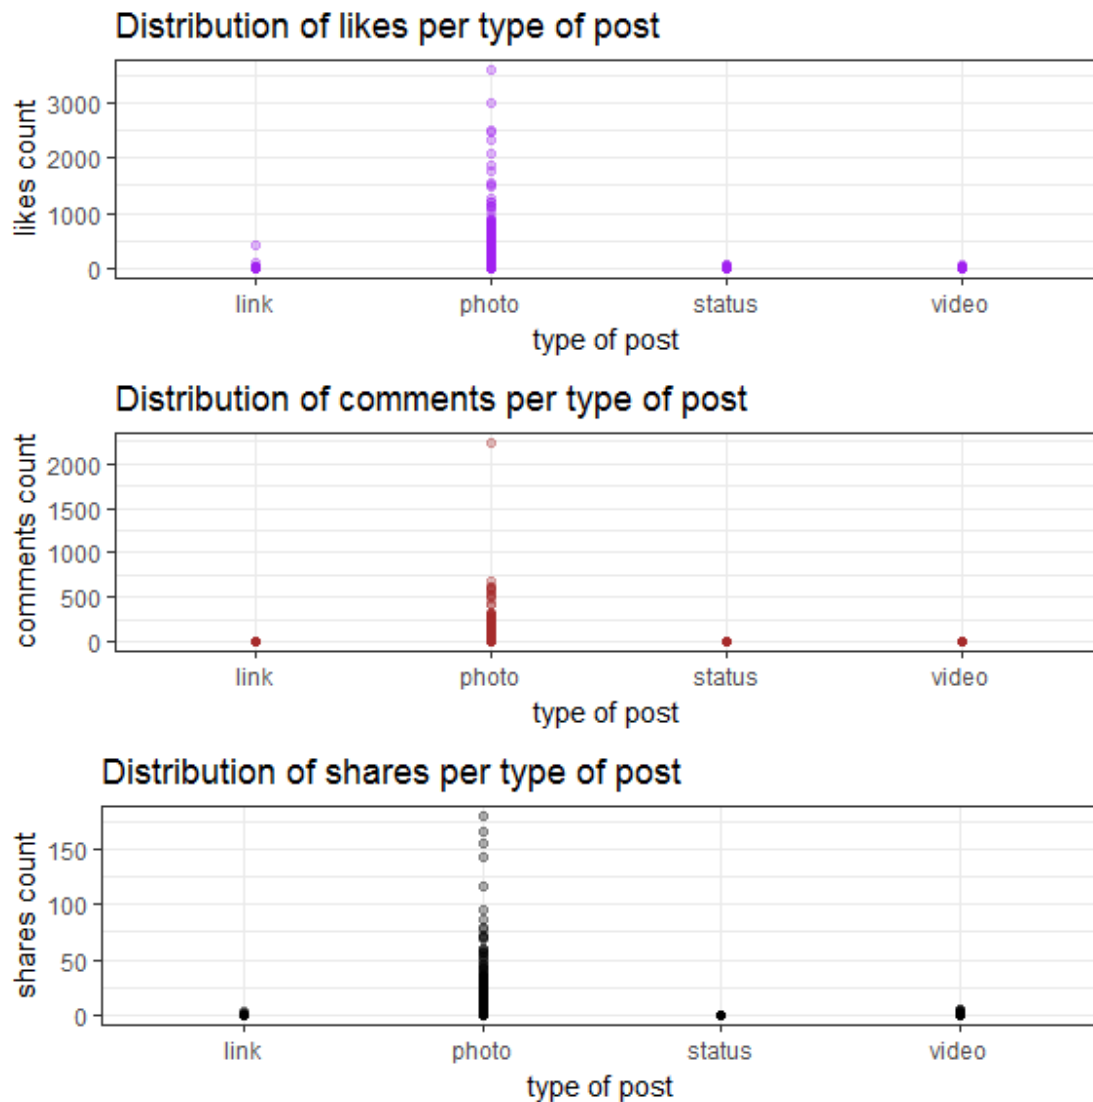 Distribution of likes per type of post
likes count
3000
2000
1000
0
link photo status video
type of post
Distribution of comments per type of post
comments count
2000
1500
1000
500
0
link photo status video
type of post
Distribution of shares per type of post
shares count
150
100
50
0
link photo status video
type of post